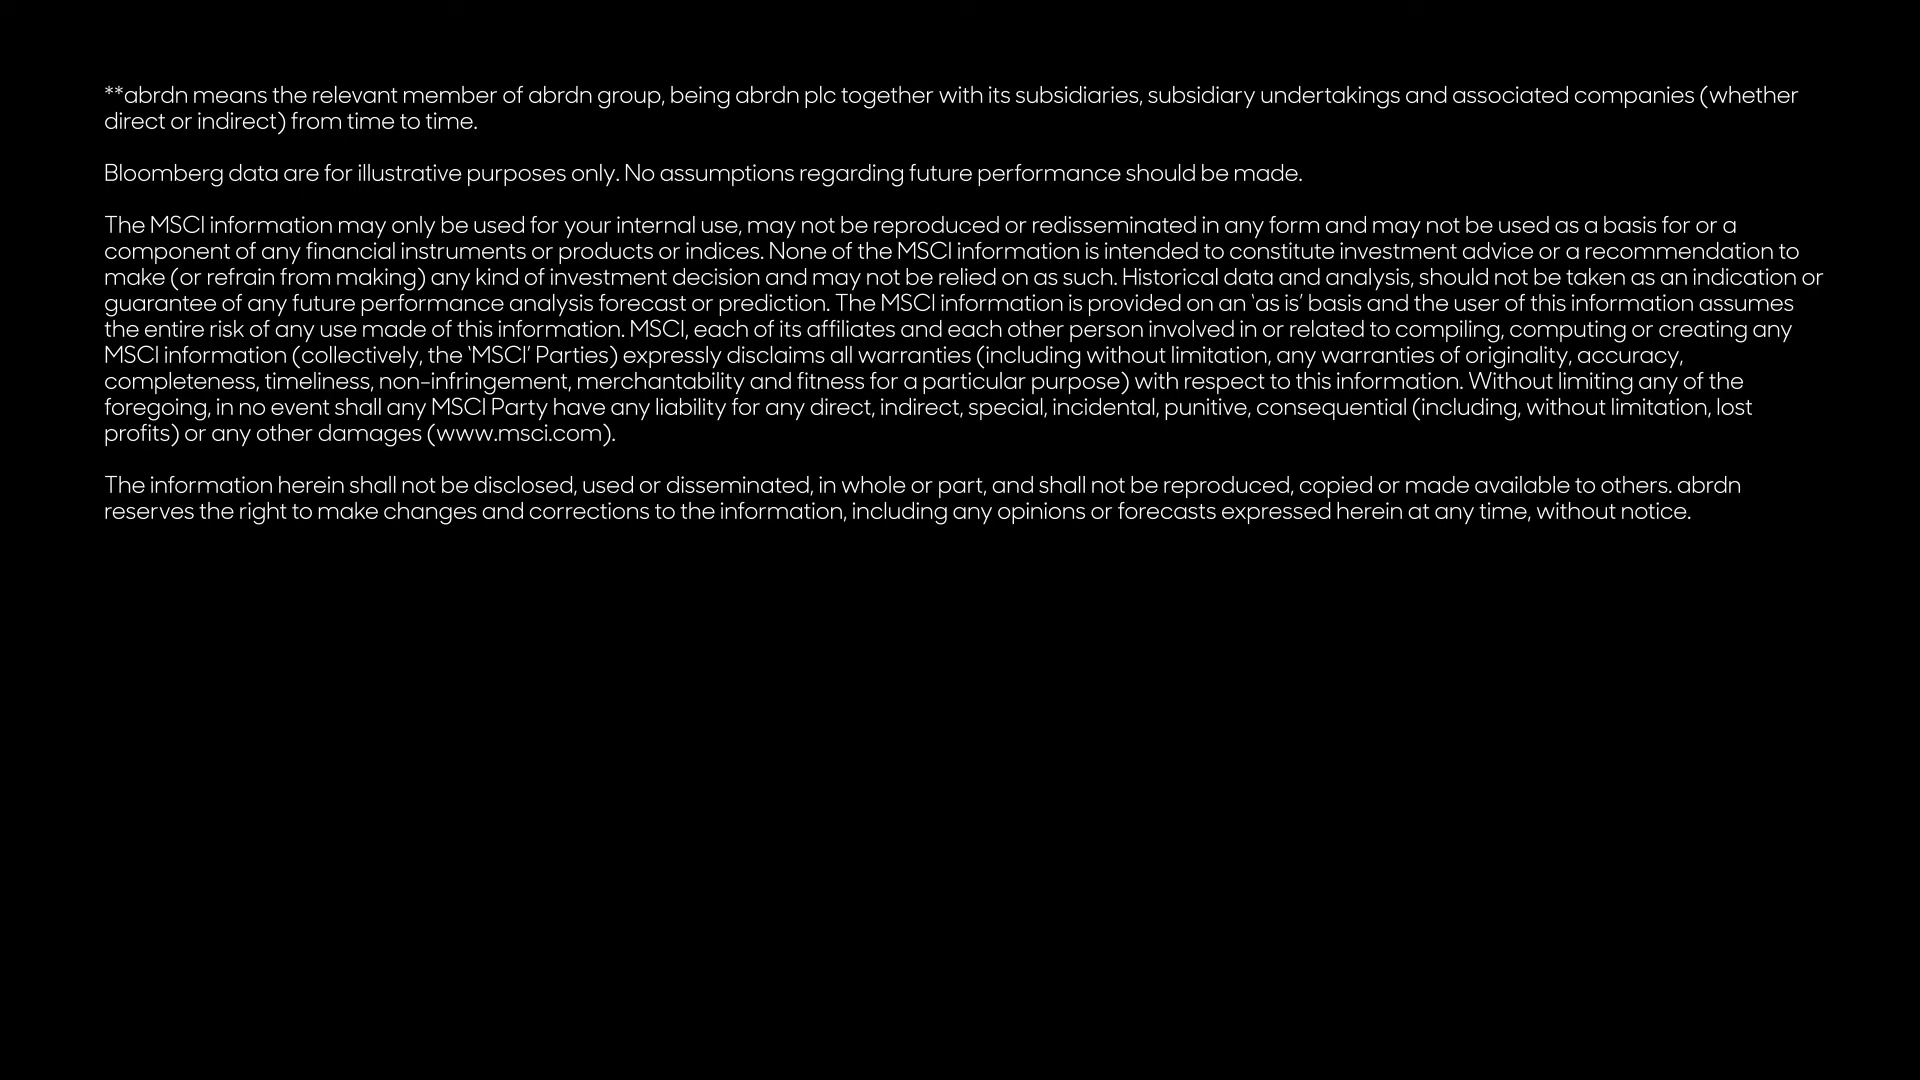 **abrdn means the relevant member of abrdn group, being abrdn plc together with its subsidiaries, subsidiary undertakings and associated companies (whether
direct or indirect) from time to time.
Bloomberg data are for illustrative purposes only. No assumptions regarding future performance should be made.
The MSCI information may only be used for your internal use, may not be reproduced or redisseminated in any form and may not be used as a basis for or a
component of any financial instruments or products or indices. None of the MSCI information is intended to constitute investment advice or a recommendation to
make (or refrain from making) any kind of investment decision and may not be relied on as such. Historical data and analysis, should not be taken as an indication or
guarantee of any future performance analysis forecast or prediction. The MSCI information is provided on an ‘as is’ basis and the user of this information assumes
the entire risk of any use made of this information. MSCI, each of its affiliates and each other person involved in or related to compiling, computing or creating any
MSCI information (collectively, the ‘MSCI’ Parties) expressly disclaims all warranties (including without limitation, any warranties of originality, accuracy,
completeness, timeliness, non-infringement, merchantability and fitness for a particular purpose) with respect to this information. Without limiting any of the
foregoing, in no event shall any MSCI Party have any liability for any direct, indirect, special, incidental, punitive, consequential (including, without limitation, lost
profits) or any other damages (www.msci.com).
The information herein shall not be disclosed, used or disseminated, in whole or part, and shall not be reproduced, copied or made available to others. abrdn
reserves the right to make changes and corrections to the information, including any opinions or forecasts expressed herein at any time, without notice.